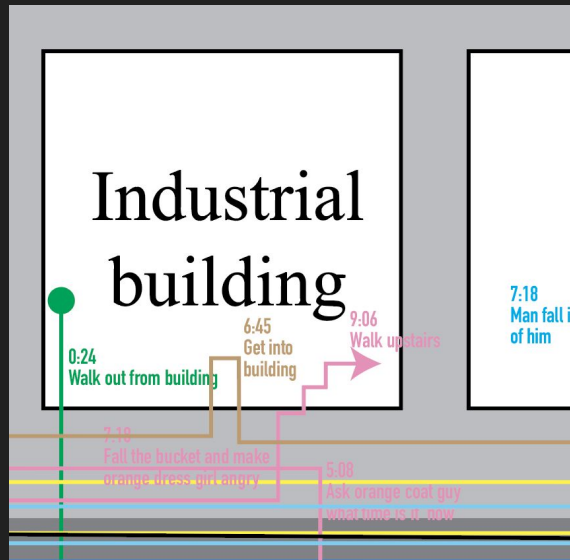 Industrial
building
0:24
Walk out from building
6:45
Get into
building
9:06
Walk upstairs
7:18
Man fall i
of him
7:18
Fall the bucket and make
orange dress girl angry
5:08
Ask orange coat guy
what time is it now